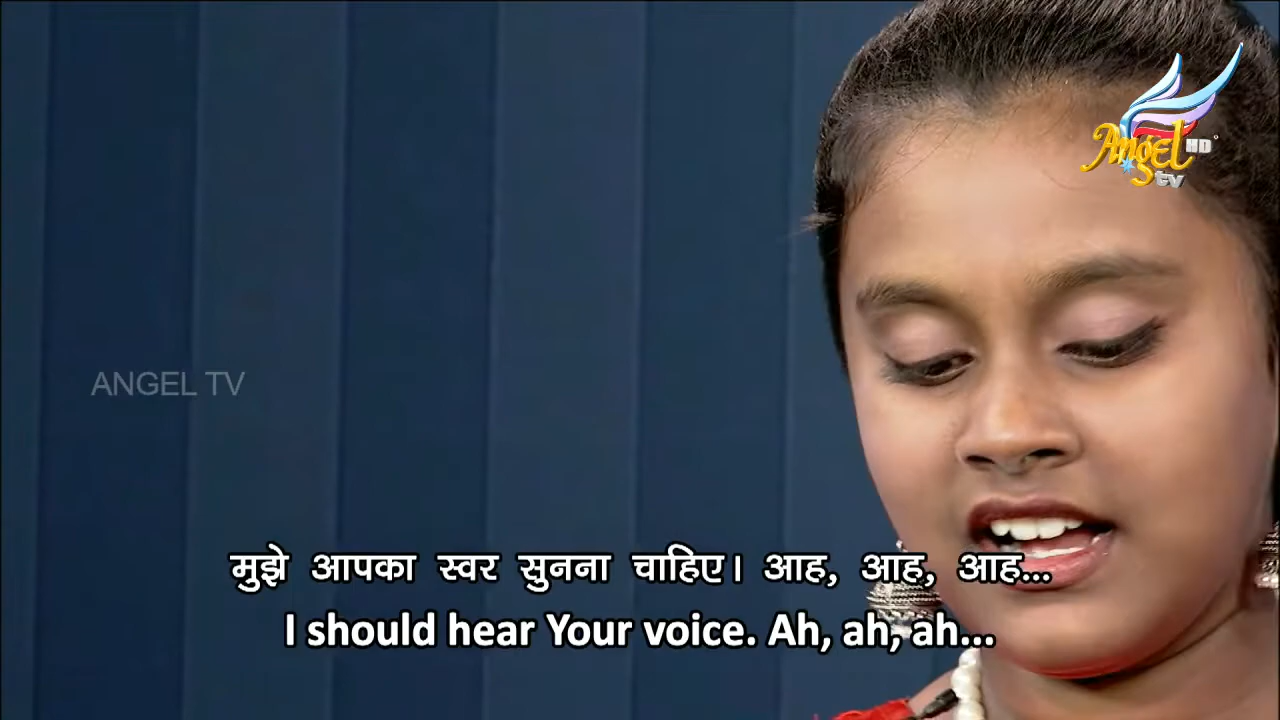 Angel HD
tv
ANGEL TV
मुझे आपका स्वर सुनना चाहिए। आह, आह, आह...
I should hear Your voice. Ah, ah, ah...